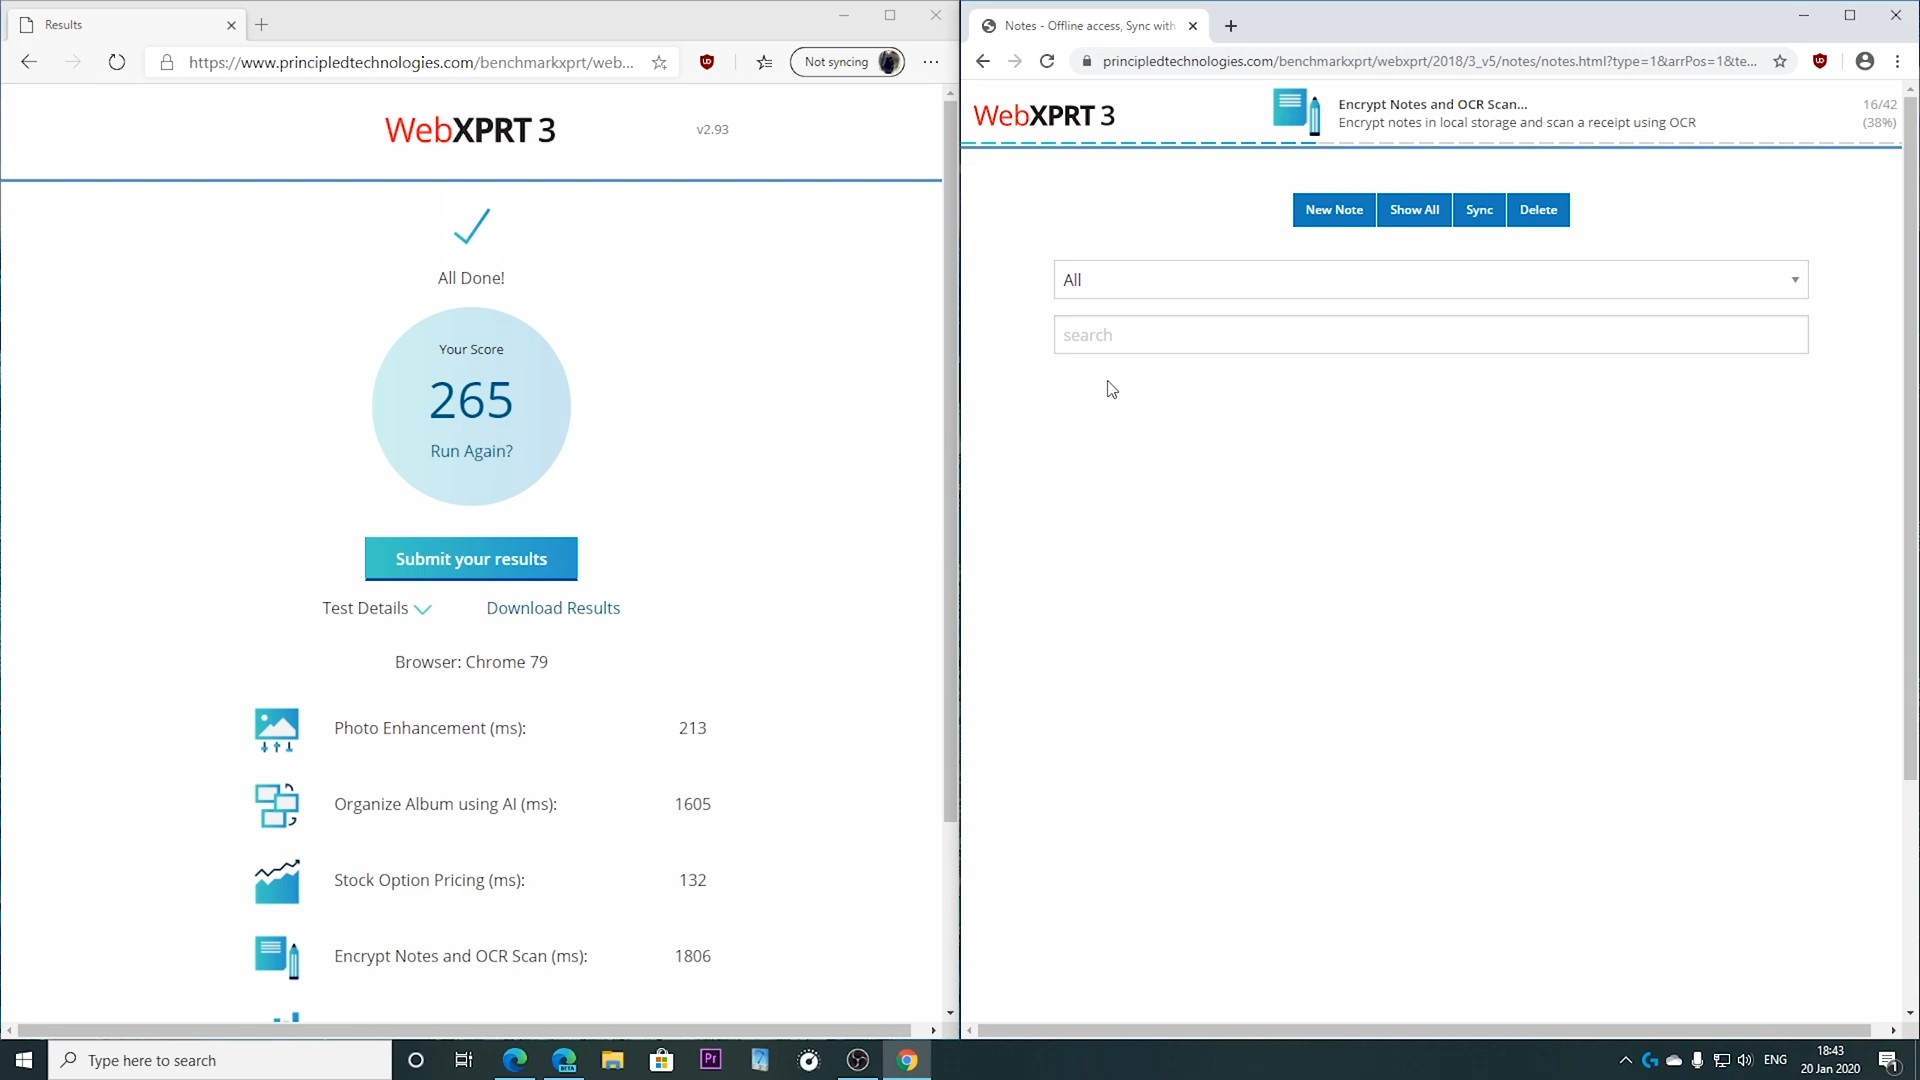 Results
https://www.principledtechnologies.com/benchmarkxprt/web...
Not syncing
WebXPRT 3
v2.93
All Done!
Your Score
265
Run Again?
Submit your results
Test Details
Download Results
Browser: Chrome 79
Photo Enhancement (ms): 213
Organize Album using AI (ms): 1605
Stock Option Pricing (ms): 132
Encrypt Notes and OCR Scan (ms): 1806
Notes - Offline access, Sync with
principledtechnologies.com/benchmarkxprt/webxprt/2018/3_v5/notes/notes.html?type=1&arrPos=1&te...
WebXPRT 3
Encrypt Notes and OCR Scan...
Encrypt notes in local storage and scan a receipt using OCR
16/42
(38%)
New Note Show All Sync Delete
All
search
Type here to search
BETA
Pr
ENG
18:43
20 Jan 2020
1